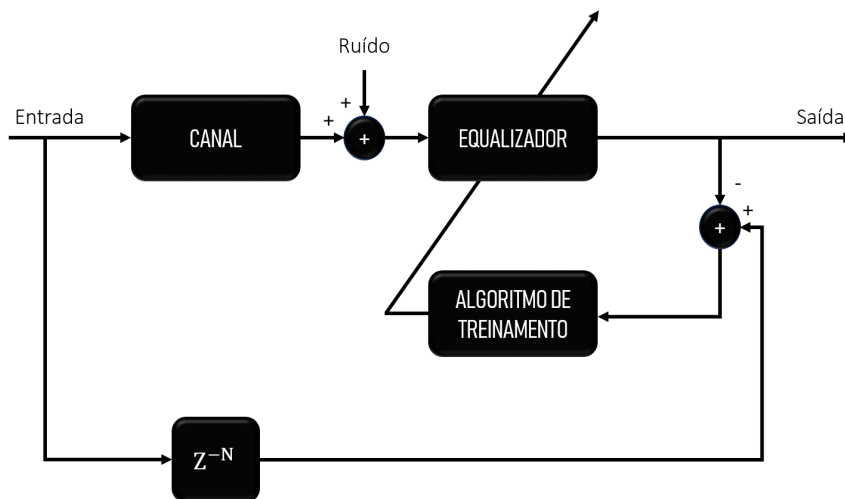 Ruído
Entrada
Saída
+
+
CANAL
+
EQUALIZADOR
-
+
+
ALGORITMO DE
TREINAMENTO
Z⁻ᴺ